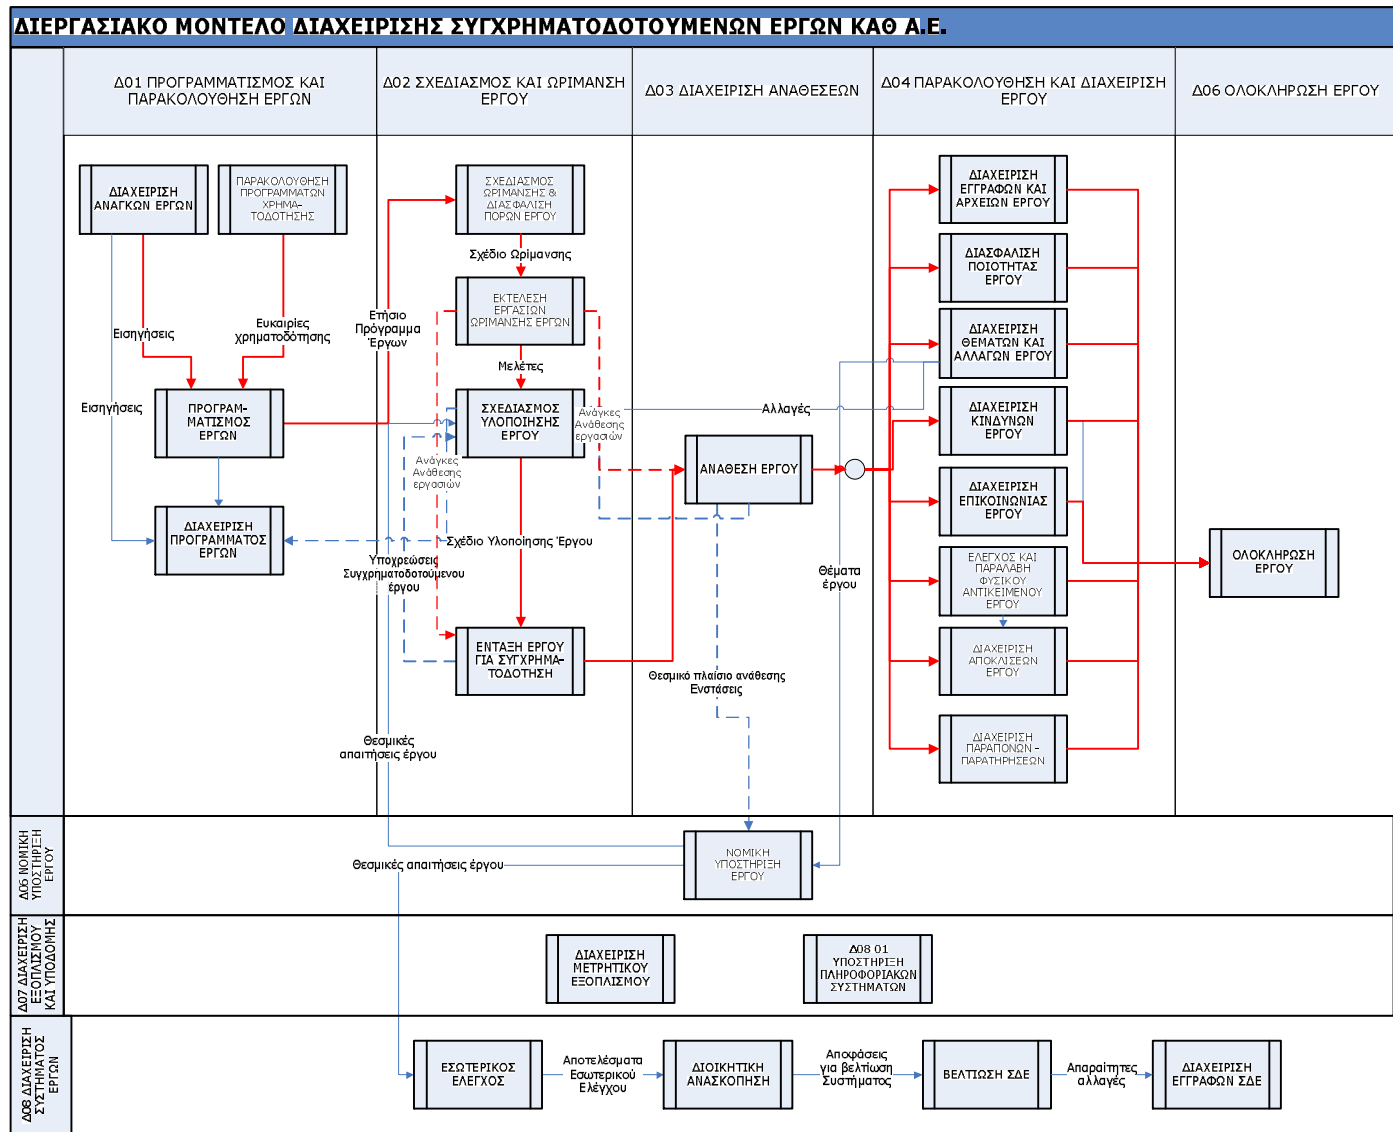 ΔΙΕΡΓΑΣΙΑΚΟ ΜΟΝΤΕΛΟ ΔΙΑΧΕΙΡΙΣΗΣ ΣΥΓΧΡΗΜΑΤΟΔΟΤΟΥΜΕΝΩΝ ΕΡΓΩΝ ΚΑΘ Α.Ε.
Δ01 ΠΡΟΓΡΑΜΜΑΤΙΣΜΟΣ ΚΑΙ
ΠΑΡΑΚΟΛΟΥΘΗΣΗ ΕΡΓΩΝ
Δ02 ΣΧΕΔΙΑΣΜΟΣ ΚΑΙ ΩΡΙΜΑΝΣΗ
ΕΡΓΟΥ
Δ03 ΔΙΑΧΕΙΡΙΣΗ ΑΝΑΘΕΣΕΩΝ
Δ04 ΠΑΡΑΚΟΛΟΥΘΗΣΗ ΚΑΙ ΔΙΑΧΕΙΡΙΣΗ
ΕΡΓΟΥ
Δ06 ΟΛΟΚΛΗΡΩΣΗ ΕΡΓΟΥ
ΔΙΑΧΕΙΡΙΣΗ
ΑΝΑΓΚΩΝ ΕΡΓΩΝ
ΠΑΡΑΚΟΛΟΥΘΗΣΗ
ΠΡΟΓΡΑΜΜΑΤΩΝ
ΧΡΗΜΑ-
ΤΟΔΟΤΗΣΗΣ
Εισηγήσεις
Ευκαιρίες
χρηματοδότησης
Εισηγήσεις
ΠΡΟΓΡΑΜ-
ΜΑΤΙΣΜΟΣ
ΕΡΓΩΝ
ΔΙΑΧΕΙΡΙΣΗ
ΠΡΟΓΡΑΜΜΑΤΟΣ
ΕΡΓΩΝ
Ετήσιο
Πρόγραμμα
Έργων
ΣΧΕΔΙΑΣΜΟΣ
ΩΡΙΜΑΝΣΗΣ &
ΔΙΑΣΦΑΛΙΣΗ
ΠΟΡΩΝ ΕΡΓΟΥ
Σχέδιο Ωρίμανσης
ΕΚΤΕΛΕΣΗ
ΕΡΓΑΣΙΩΝ
ΩΡΙΜΑΝΣΗΣ ΕΡΓΩΝ
Μελέτες
ΣΧΕΔΙΑΣΜΟΣ
ΥΛΟΠΟΙΗΣΗΣ
ΕΡΓΟΥ
Ανάγκες
Ανάθεσης
εργασιών
Ανάγκες
Ανάθεσης
εργασιών
Σχέδιο Υλοποίησης Έργου
Υποχρεώσεις
Συγχρηματοδοτούμενου
έργου
ΕΝΤΑΞΗ ΕΡΓΟΥ
ΓΙΑ ΣΥΓΧΡΗΜΑ-
ΤΟΔΟΤΗΣΗ
Θεσμικές
απαιτήσεις έργου
ΑΝΑΘΕΣΗ ΕΡΓΟΥ
Αλλαγές
Θεσμικό πλαίσιο ανάθεσης
Ενστάσεις
Θέματα
έργου
ΔΙΑΧΕΙΡΙΣΗ
ΕΓΓΡΑΦΩΝ ΚΑΙ
ΑΡΧΕΙΩΝ ΕΡΓΟΥ
ΔΙΑΣΦΑΛΙΣΗ
ΠΟΙΟΤΗΤΑΣ
ΕΡΓΟΥ
ΔΙΑΧΕΙΡΙΣΗ
ΘΕΜΑΤΩΝ ΚΑΙ
ΑΛΛΑΓΩΝ ΕΡΓΟΥ
ΔΙΑΧΕΙΡΙΣΗ
ΚΙΝΔΥΝΩΝ
ΕΡΓΟΥ
ΔΙΑΧΕΙΡΙΣΗ
ΕΠΙΚΟΙΝΩΝΙΑΣ
ΕΡΓΟΥ
ΕΛΕΓΧΟΣ ΚΑΙ
ΠΑΡΑΛΑΒΗ
ΦΥΣΙΚΟΥ
ΑΝΤΙΚΕΙΜΕΝΟΥ
ΕΡΓΟΥ
ΔΙΑΧΕΙΡΙΣΗ
ΑΠΟΚΛΙΣΕΩΝ
ΕΡΓΟΥ
ΔΙΑΧΕΙΡΙΣΗ
ΠΑΡΑΠΟΝΩΝ –
ΠΑΡΑΤΗΡΗΣΕΩΝ
ΟΛΟΚΛΗΡΩΣΗ
ΕΡΓΟΥ
Δ06 ΝΟΜΙΚΗ
ΥΠΟΣΤΗΡΙΞΗ
ΕΡΓΟΥ
Θεσμικές απαιτήσεις έργου
ΝΟΜΙΚΗ
ΥΠΟΣΤΗΡΙΞΗ
ΕΡΓΟΥ
Δ07 ΔΙΑΧΕΙΡΙΣΗ
ΕΞΟΠΛΙΣΜΟΥ
ΚΑΙ ΥΠΟΔΟΜΗΣ
ΔΙΑΧΕΙΡΙΣΗ
ΜΕΤΡΗΤΙΚΟΥ
ΕΞΟΠΛΙΣΜΟΥ
Δ08 01
ΥΠΟΣΤΗΡΙΞΗ
ΠΛΗΡΟΦΟΡΙΑΚΩΝ
ΣΥΣΤΗΜΑΤΩΝ
Δ08 ΔΙΑΧΕΙΡΙΣΗ
ΣΥΣΤΗΜΑΤΟΣ
ΕΡΓΩΝ
ΕΣΩΤΕΡΙΚΟΣ
ΕΛΕΓΧΟΣ
Αποτελέσματα
Εσωτερικού
Ελέγχου
ΔΙΟΙΚΗΤΙΚΗ
ΑΝΑΣΚΟΠΗΣΗ
Αποφάσεις
για βελτίωση
Συστήματος
ΒΕΛΤΙΩΣΗ ΣΔΕ
Απαραίτητες
αλλαγές
ΔΙΑΧΕΙΡΙΣΗ
ΕΓΓΡΑΦΩΝ ΣΔΕ